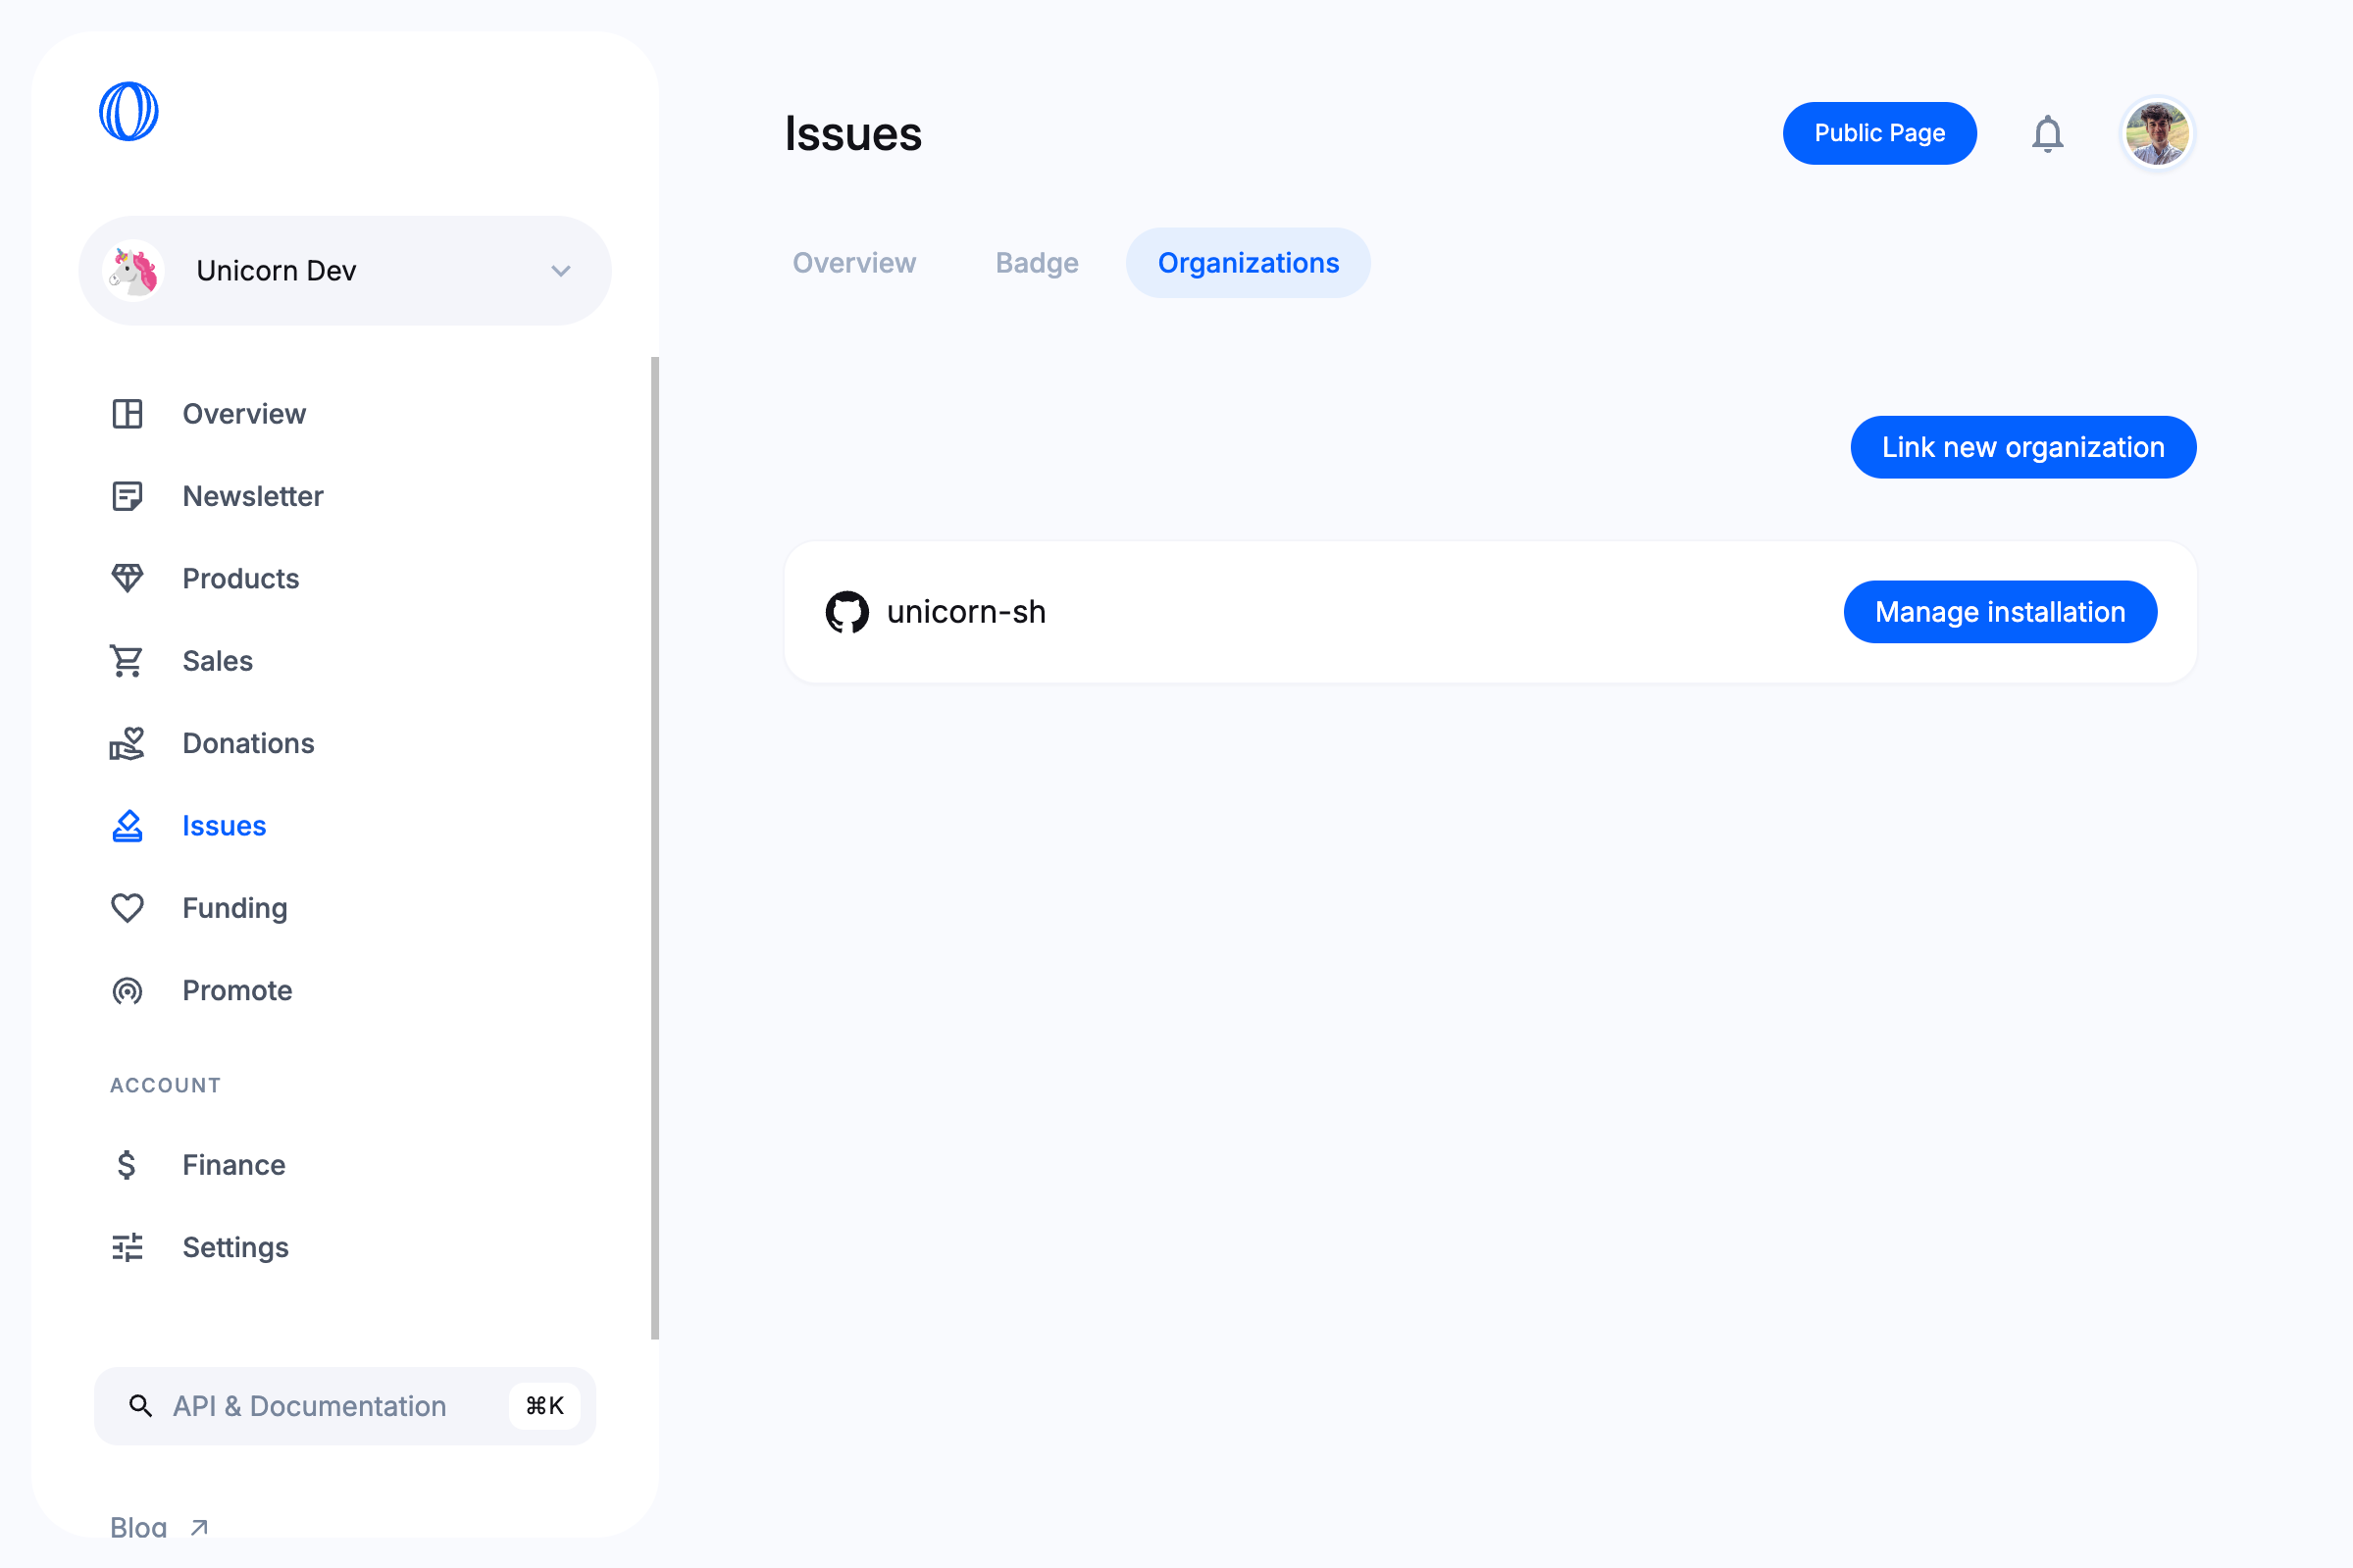 Unicorn Dev
Overview
Newsletter
Products
Sales
Donations
Issues
Funding
Promote
ACCOUNT
Finance
Settings
API & Documentation ⌘K
Blog
Issues
Public Page
Overview Badge Organizations
Link new organization
unicorn-sh Manage installation